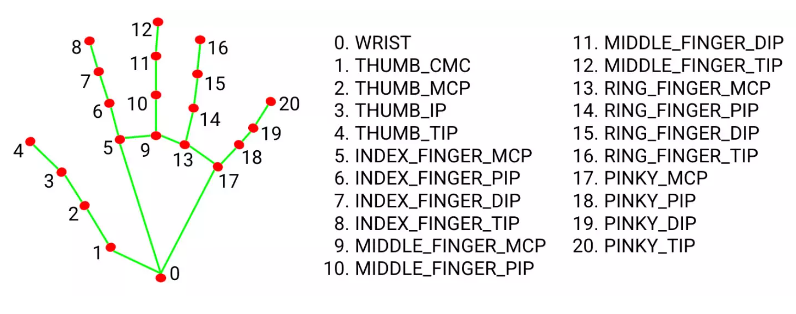 12
8
16
11
7
15
6
10
20
14
19
5
9
13
18
4
17
3
2
1
0
0. WRIST
1. THUMB_CMC
2. THUMB_MCP
3. THUMB_IP
4. THUMB_TIP
5. INDEX_FINGER_MCP
6. INDEX_FINGER_PIP
7. INDEX_FINGER_DIP
8. INDEX_FINGER_TIP
9. MIDDLE_FINGER_MCP
10. MIDDLE_FINGER_PIP
11. MIDDLE_FINGER_DIP
12. MIDDLE_FINGER_TIP
13. RING_FINGER_MCP
14. RING_FINGER_PIP
15. RING_FINGER_DIP
16. RING_FINGER_TIP
17. PINKY_MCP
18. PINKY_PIP
19. PINKY_DIP
20. PINKY_TIP